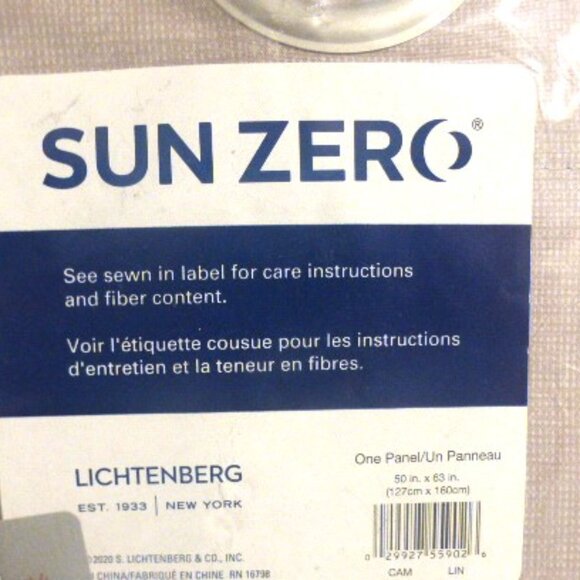 SUN ZERO®
See sewn in label for care instructions
and fiber content.
Voir l'étiquette cousue pour les instructions
d'entretien et la teneur en fibres.
LICHTENBERG
EST. 1933 | NEW YORK
©2020 S. LICHTENBERG & CO., INC.
CHINA/FABRIQUÉ EN CHINE RN 16798
One Panel/Un Panneau
50 in. x 63 in.
(127cm x 160cm)
0 29927 55902 6
CAM LIN